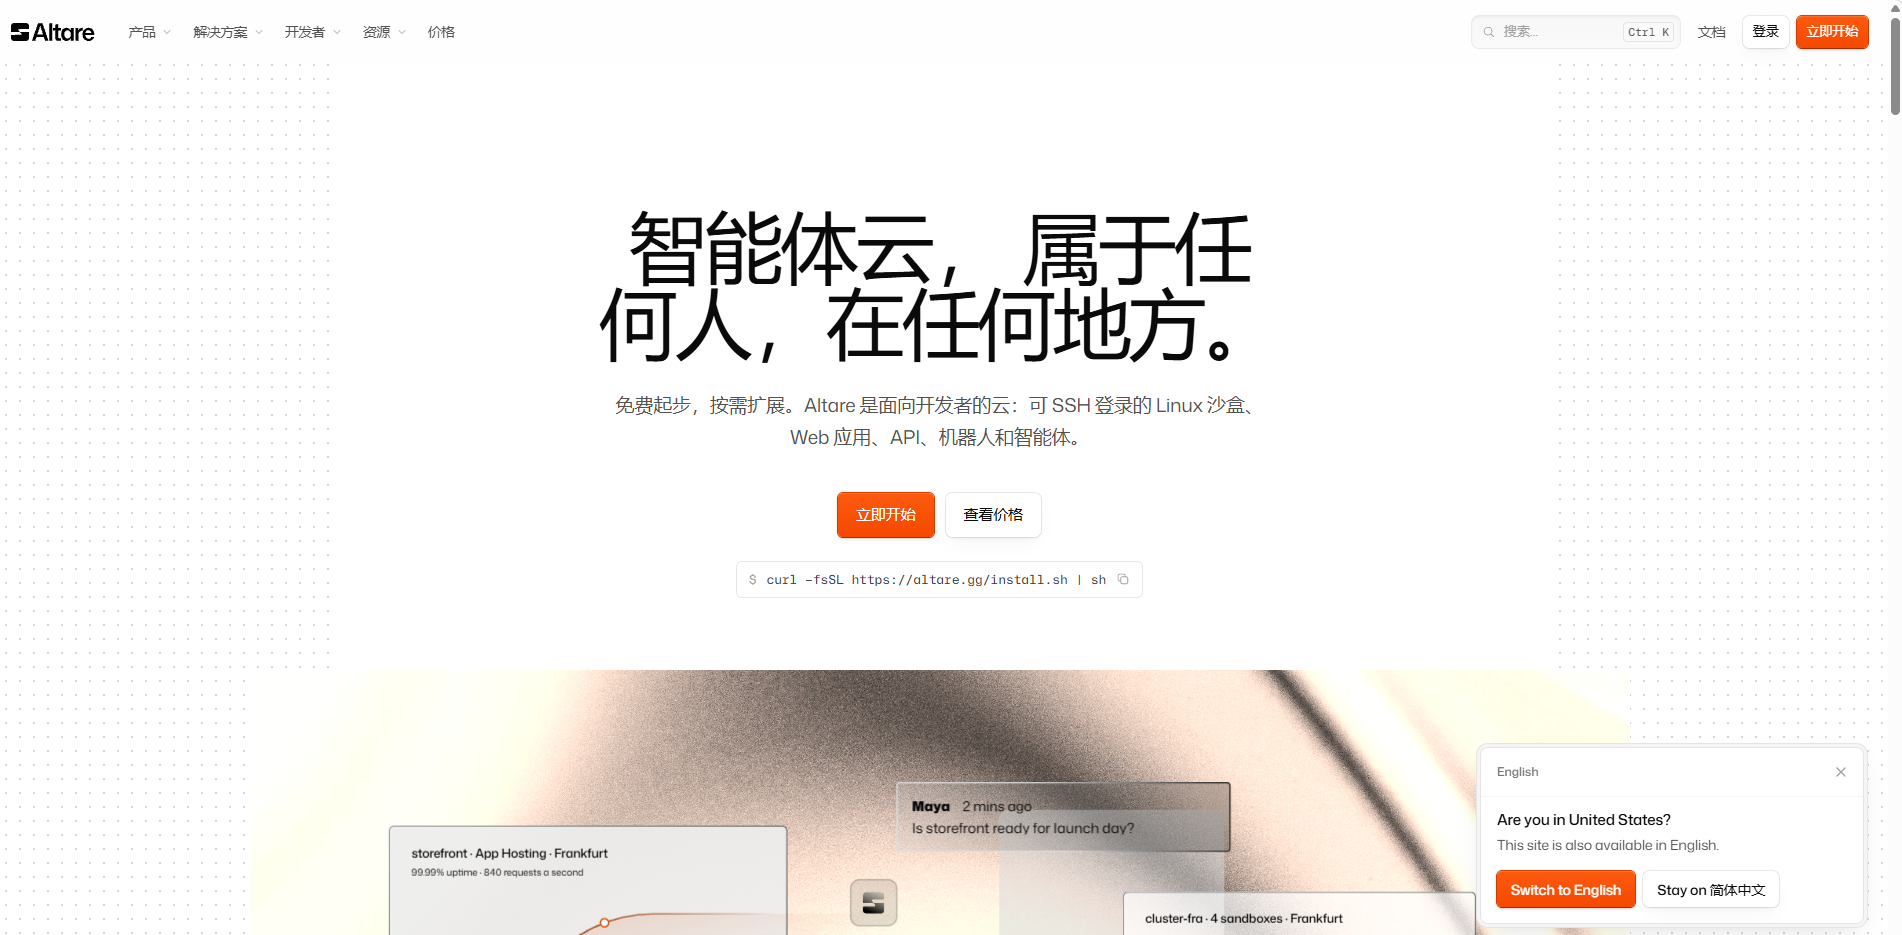 Altare
产品
解决方案
开发者
资源
价格
搜索...
Ctrl K
文档
登录
立即开始
智能体云，属于任
何人，在任何地方。
免费起步，按需扩展。Altare 是面向开发者的云：可 SSH 登录的 Linux 沙盒、
Web 应用、API、机器人和智能体。
立即开始
查看价格
$ curl -fsSL https://altare.gg/install.sh | sh
Maya 2 mins ago
Is storefront ready for launch day?
storefront · App Hosting · Frankfurt
99.99% uptime · 840 requests a second
cluster-fra · 4 sandboxes · Frankfurt
English
Are you in United States?
This site is also available in English.
Switch to English
Stay on 简体中文